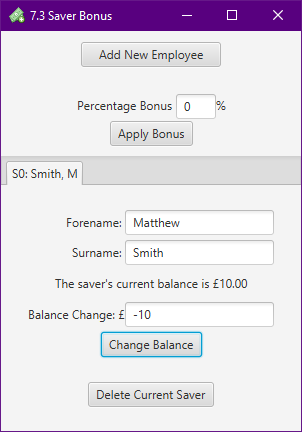 7.3 Saver Bonus
Add New Employee
Percentage Bonus 0 %
Apply Bonus
S0: Smith, M
Forename: Matthew
Surname: Smith
The saver's current balance is £10.00
Balance Change: £ -10
Change Balance
Delete Current Saver